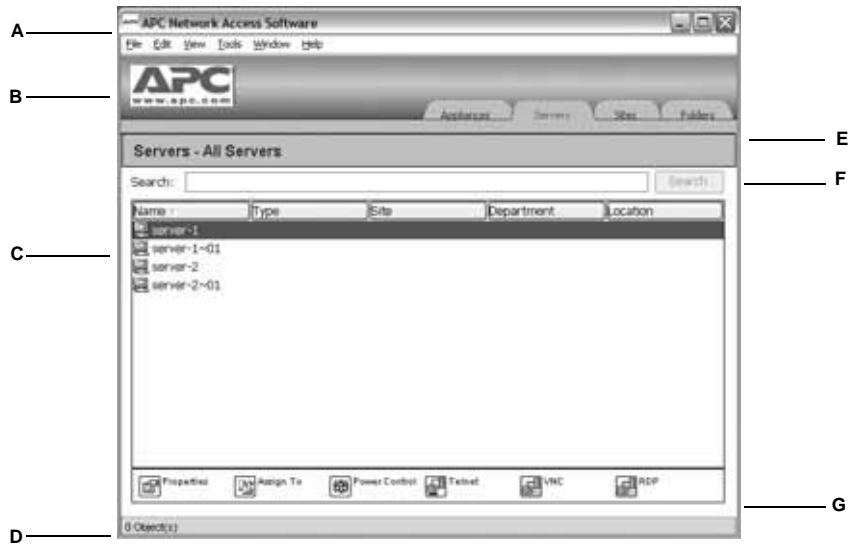 A
APC Network Access Software
File Edit View Tools Window Help
B
APC
www.apc.com
Appliances Servers Sites Folders
E
Servers - All Servers
F
Search: Search
Name Type Site Department Location
C
server-1
server-1~01
server-2
server-2~01
Properties Assign To Power Control Telnet VNC RDP
G
D
0 Object(s)